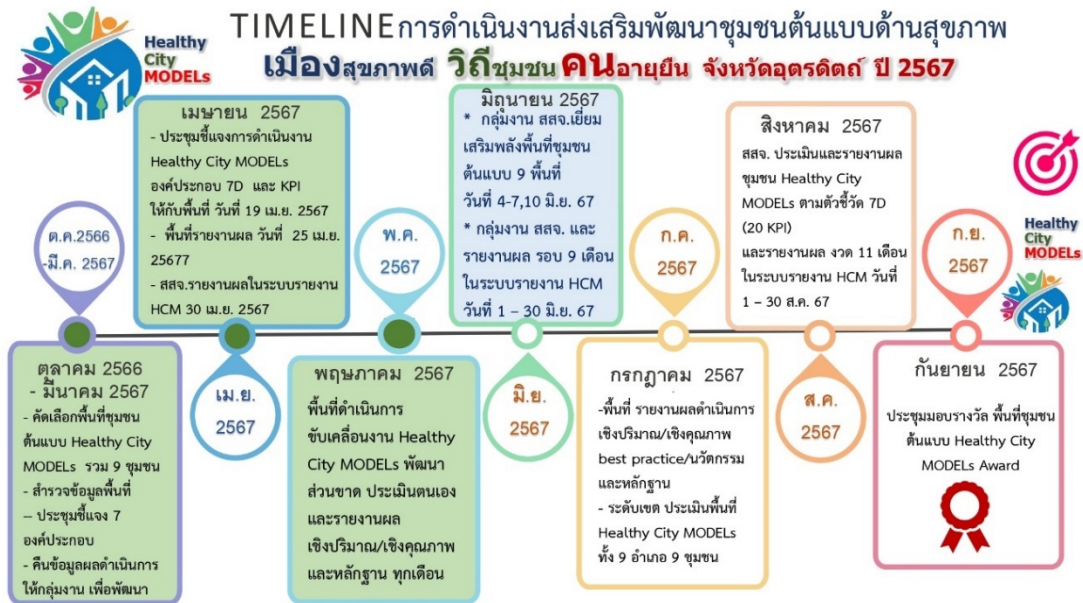 Healthy
City
MODELs
TIMELINE การดำเนินงานส่งเสริมพัฒนาชุมชนต้นแบบด้านสุขภาพ
เมืองสุขภาพดี วิถีชุมชน คนอายุยืน จังหวัดอุตรดิตถ์ ปี 2567
ต.ค.2566
-มี.ค. 2567
ตุลาคม 2566
- มีนาคม 2567
- คัดเลือกพื้นที่ชุมชน
ต้นแบบ Healthy City
MODELs รวม 9 ชุมชน
- สำรวจข้อมูลพื้นที่
-- ประชุมชี้แจง 7
องค์ประกอบ
- คืนข้อมูลผลดำเนินการ
ให้กลุ่มงาน เพื่อพัฒนา
เมษายน 2567
- ประชุมชี้แจงการดำเนินงาน
Healthy City MODELs
องค์ประกอบ 7D และ KPI
ให้กับพื้นที่ วันที่ 19 เม.ย. 2567
- พื้นที่รายงานผล วันที่ 25 เม.ย.
25677
- สสจ.รายงานผลในระบบรายงาน
HCM 30 เม.ย. 2567
เม.ย.
2567
พ.ค.
2567
พฤษภาคม 2567
พื้นที่ดำเนินการ
ขับเคลื่อนงาน Healthy
City MODELs พัฒนา
ส่วนขาด ประเมินตนเอง
และรายงานผล
เชิงปริมาณ/เชิงคุณภาพ
และหลักฐาน ทุกเดือน
มิถุนายน 2567
* กลุ่มงาน สสจ.เยี่ยม
เสริมพลังพื้นที่ชุมชน
ต้นแบบ 9 พื้นที่
วันที่ 4-7,10 มิ.ย. 67
* กลุ่มงาน สสจ. และ
รายงานผล รอบ 9 เดือน
ในระบบรายงาน HCM
วันที่ 1 – 30 มิ.ย. 67
มิ.ย.
2567
ก.ค.
2567
กรกฎาคม 2567
-พื้นที่ รายงานผลดำเนินการ
เชิงปริมาณ/เชิงคุณภาพ
best practice/นวัตกรรม
และหลักฐาน
- ระดับเขต ประเมินพื้นที่
Healthy City MODELs
ทั้ง 9 อำเภอ 9 ชุมชน
สิงหาคม 2567
สสจ. ประเมินและรายงานผล
ชุมชน Healthy City
MODELs ตามตัวชี้วัด 7D
(20 KPI)
และรายงานผล งวด 11 เดือน
ในระบบรายงาน HCM วันที่
1 – 30 ส.ค. 67
ส.ค.
2567
ก.ย.
2567
กันยายน 2567
ประชุมมอบรางวัล พื้นที่ชุมชน
ต้นแบบ Healthy City
MODELs Award
Healthy
City
MODELs